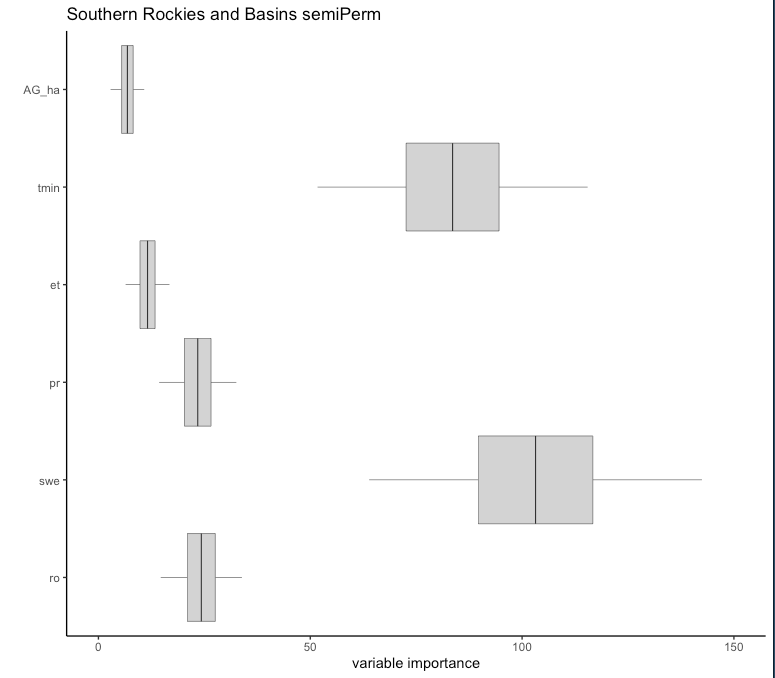 Southern Rockies and Basins semiPerm
AG_ha
tmin
et
pr
swe
ro
0 50 100 150
variable importance